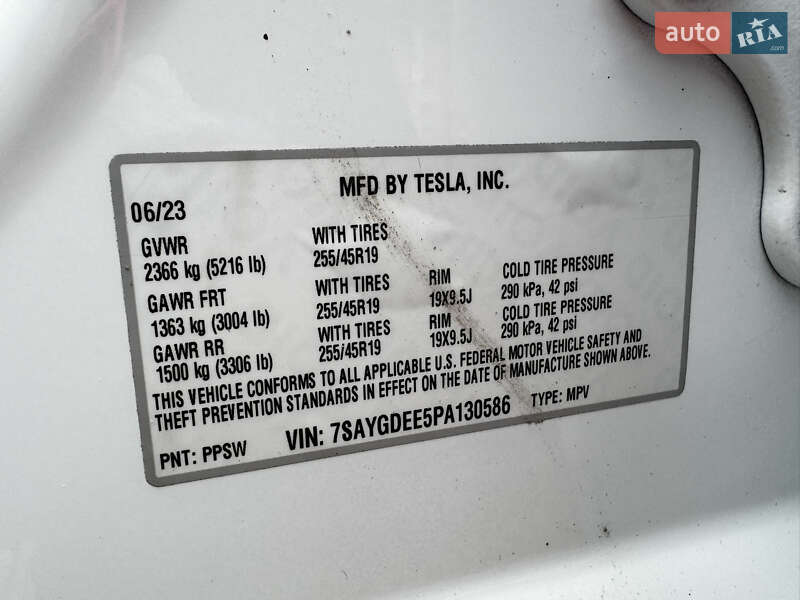 auto RIA.com
MFD BY TESLA, INC.
06/23
GVWR WITH TIRES
2366 kg (5216 lb) 255/45R19
GAWR FRT WITH TIRES RIM COLD TIRE PRESSURE
1363 kg (3004 lb) 255/45R19 19X9.5J 290 kPa, 42 psi
GAWR RR WITH TIRES RIM COLD TIRE PRESSURE
1500 kg (3306 lb) 255/45R19 19X9.5J 290 kPa, 42 psi
THIS VEHICLE CONFORMS TO ALL APPLICABLE U.S. FEDERAL MOTOR VEHICLE SAFETY AND
THEFT PREVENTION STANDARDS IN EFFECT ON THE DATE OF MANUFACTURE SHOWN ABOVE.
PNT: PPSW VIN: 7SAYGDEE5PA130586 TYPE: MPV